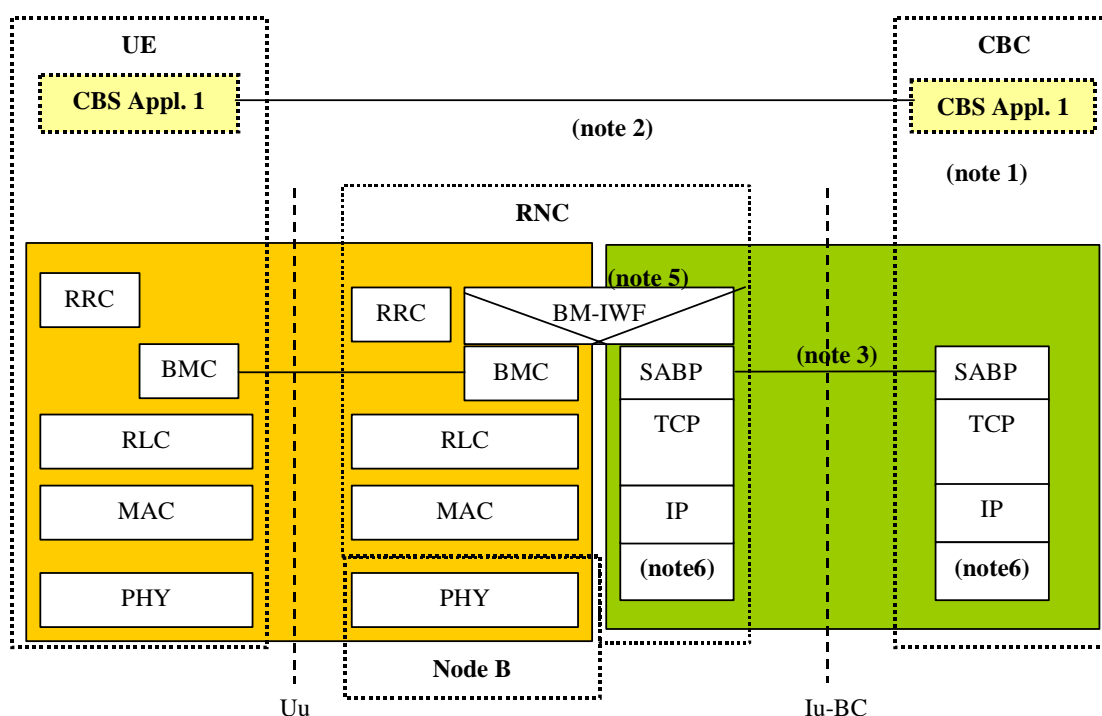 UE
CBC
CBS Appl. 1
CBS Appl. 1
(note 2)
(note 1)
RNC
(note 5)
RRC
RRC
BM-IWF
BMC
BMC
SABP
(note 3)
SABP
RLC
RLC
TCP
TCP
MAC
MAC
IP
IP
PHY
PHY
(note6)
(note6)
Node B
Uu
Iu-BC